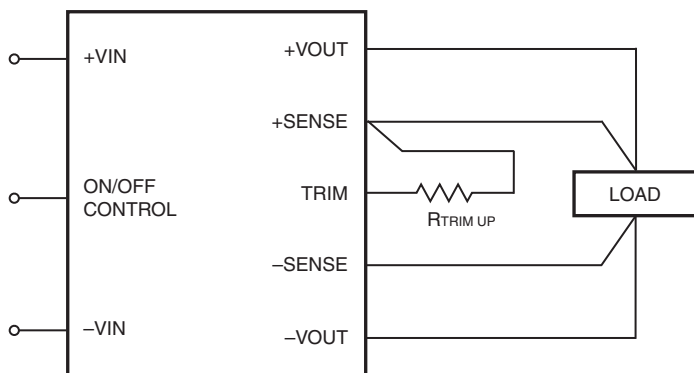 +VIN
ON/OFF
CONTROL
–VIN
+VOUT
+SENSE
TRIM
–SENSE
–VOUT
RTRIM UP
LOAD